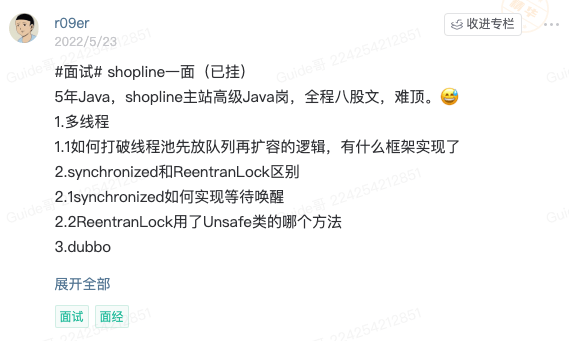 r09er
2022/5/23
收进专栏
#面试# shopline一面（已挂）
5年Java，shopline主站高级Java岗，全程八股文，难顶。😅
1.多线程
1.1如何打破线程池先放队列再扩容的逻辑，有什么框架实现了
2.synchronized和ReentranLock区别
2.1synchronized如何实现等待唤醒
2.2ReentranLock用了Unsafe类的哪个方法
3.dubbo
展开全部
面试 面经
Guide哥 224254212851